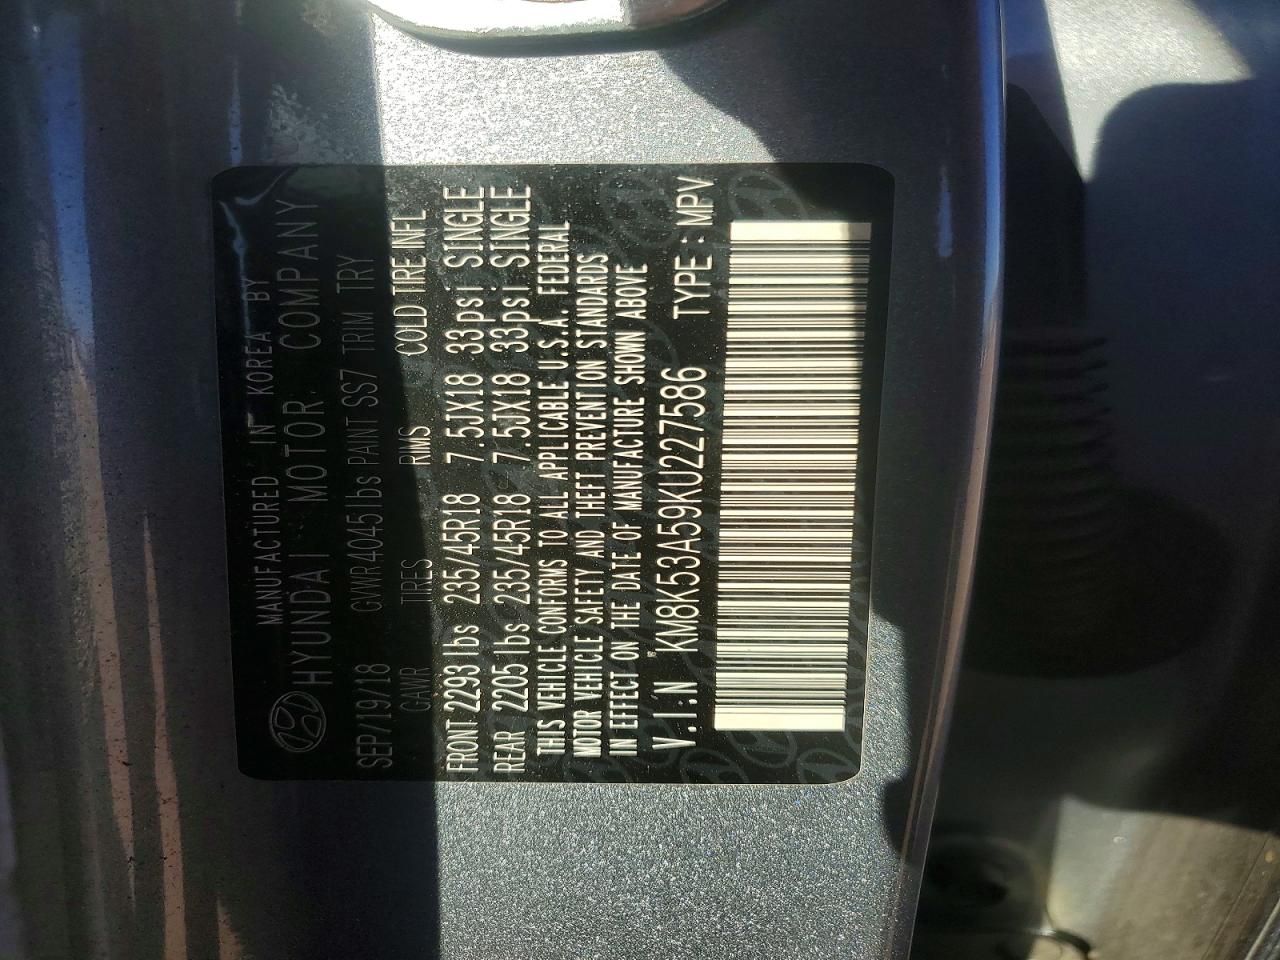 MANUFACTURED IN KOREA BY
HYUNDAI MOTOR COMPANY
SEP/19/18 GVWR4045lbs PAINT SS7 TRIM TRY
GAWR TIRES RIMS COLD TIRE INFL
FRONT 2293lbs 235/45R18 7.5JX18 33psi SINGLE
REAR 2205lbs 235/45R18 7.5JX18 33psi SINGLE
THIS VEHICLE CONFORMS TO ALL APPLICABLE U.S.A. FEDERAL
MOTOR VEHICLE SAFETY AND THEFT PREVENTION STANDARDS
IN EFFECT ON THE DATE OF MANUFACTURE SHOWN ABOVE
V.I.N KM8K53A59KU227586 TYPE : MPV